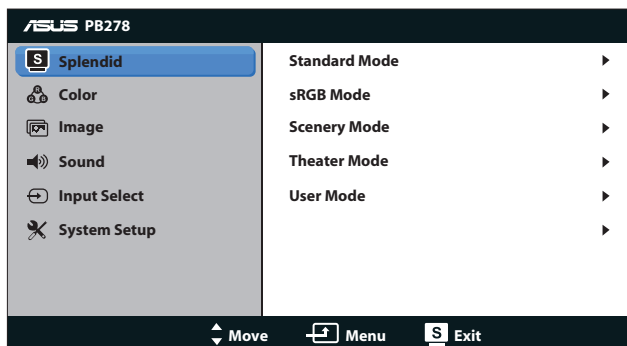 ASUS PB278
S Splendid
R G B Color
Image
Sound
Input Select
System Setup
Standard Mode
sRGB Mode
Scenery Mode
Theater Mode
User Mode
Move Menu S Exit